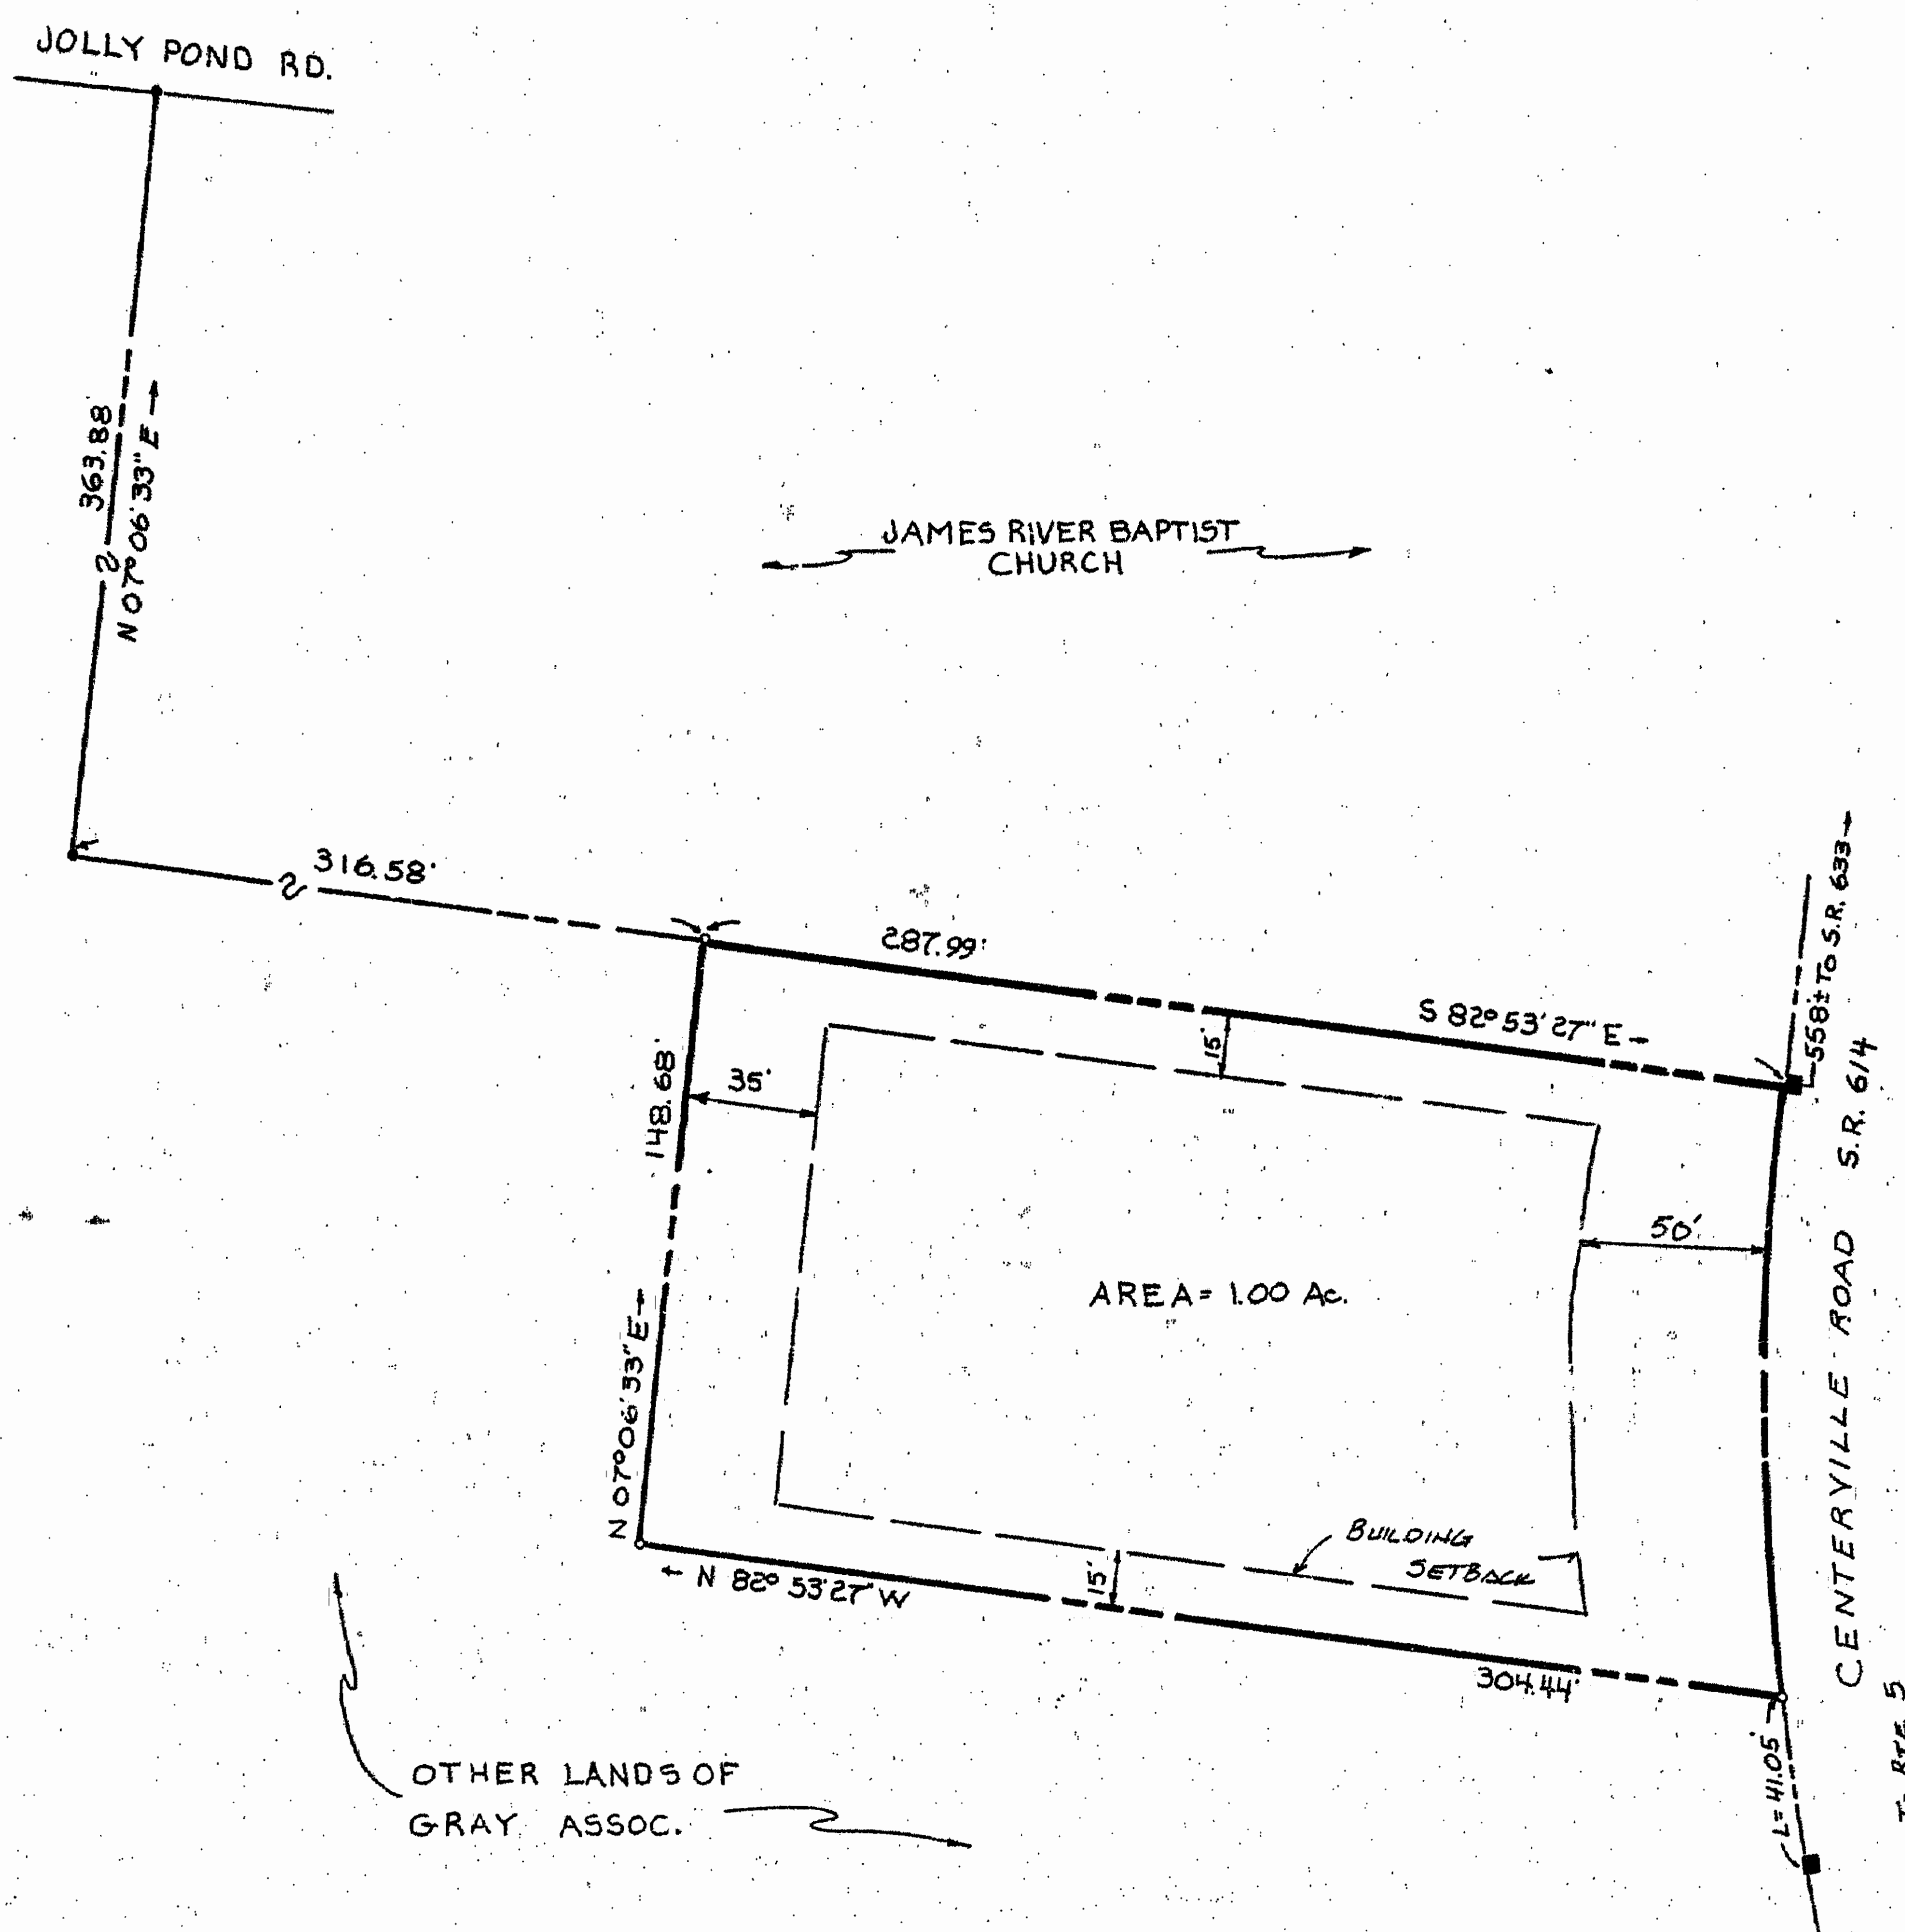 JOLLY POND RD.
363.88'
N 07° 06' 33" E
JAMES RIVER BAPTIST
CHURCH
316.58'
287.99'
S 82° 53' 27" E
558'± TO S.R. 633
15'
148.68'
35'
50'
AREA = 1.00 Ac.
CENTERVILLE ROAD S.R. 614
N 07° 06' 33" E
BUILDING
SETBACK
15'
N 82° 53' 27" W
304.44'
OTHER LANDS OF
GRAY ASSOC.
L=41.05'
RTE 5